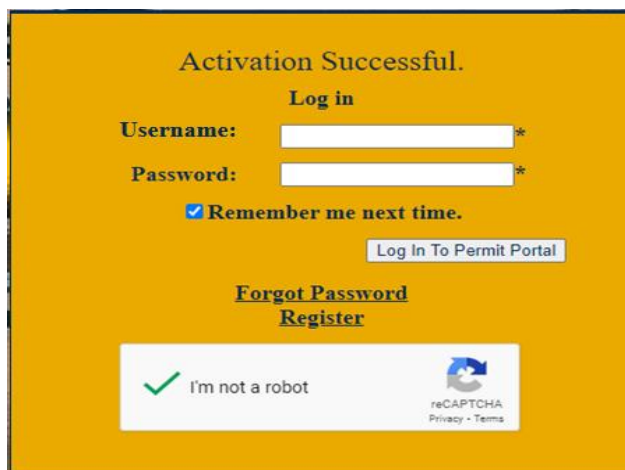 Activation Successful.
Log in
Username: *
Password: *
Remember me next time.
Log In To Permit Portal
Forgot Password
Register
I'm not a robot
reCAPTCHA
Privacy - Terms